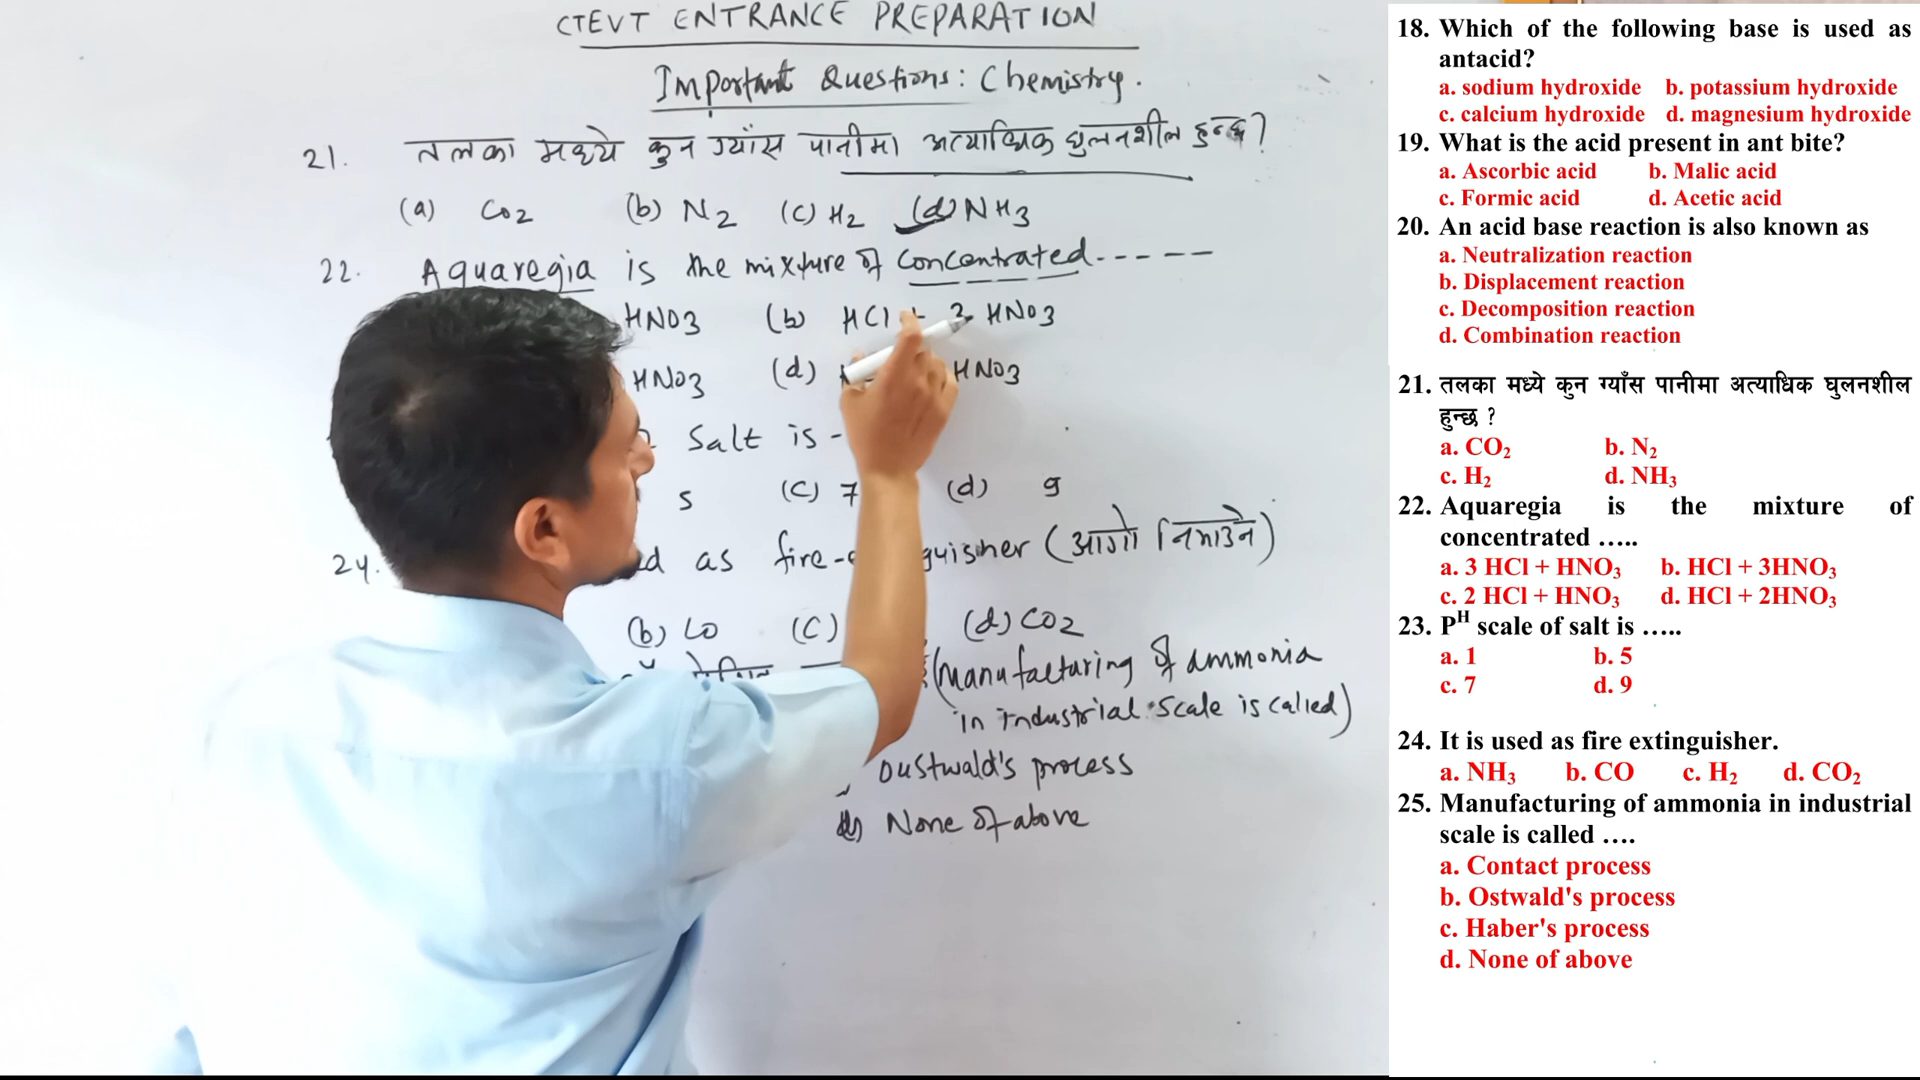 CTEVT ENTRANCE PREPARATION
Important Questions: Chemistry.
21. तलका मध्ये कुन ग्याँस पानीमा अत्याधिक घुलनशील हुन्छ?
(a) CO2 (b) N2 (c) H2 (d) NH3
22. Aquaregia is the mixture of concentrated------
HNO3 (b) HCl + 3 HNO3
HNO3 (d) HNO3
Salt is -
5 (c) 7 (d) 9
24. as fire- guisher (आगो निभाउने)
(b) CO (c) (d) CO2
(Manufacturing of ammonia
in industrial scale is called)
Oustwald's process
(d) None of above
18. Which of the following base is used as
antacid?
a. sodium hydroxide b. potassium hydroxide
c. calcium hydroxide d. magnesium hydroxide
19. What is the acid present in ant bite?
a. Ascorbic acid b. Malic acid
c. Formic acid d. Acetic acid
20. An acid base reaction is also known as
a. Neutralization reaction
b. Displacement reaction
c. Decomposition reaction
d. Combination reaction
21. तलका मध्ये कुन ग्याँस पानीमा अत्याधिक घुलनशील
हुन्छ ?
a. CO₂ b. N₂
c. H₂ d. NH₃
22. Aquaregia is the mixture of
concentrated …..
a. 3 HCl + HNO₃ b. HCl + 3HNO₃
c. 2 HCl + HNO₃ d. HCl + 2HNO₃
23. Pᴴ scale of salt is …..
a. 1 b. 5
c. 7 d. 9
24. It is used as fire extinguisher.
a. NH₃ b. CO c. H₂ d. CO₂
25. Manufacturing of ammonia in industrial
scale is called ….
a. Contact process
b. Ostwald's process
c. Haber's process
d. None of above